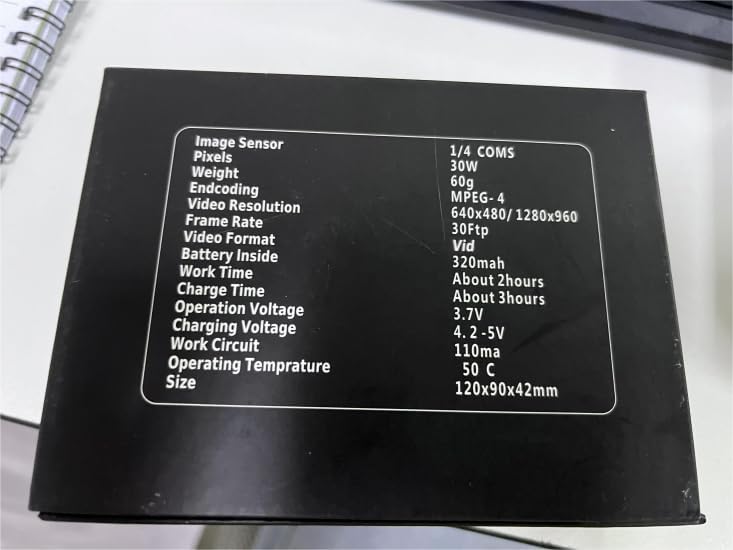 Image Sensor 1/4 COMS
Pixels 30W
Weight 60g
Endcoding MPEG- 4
Video Resolution 640x480/ 1280x960
Frame Rate 30Ftp
Video Format Vid
Battery Inside 320mah
Work Time About 2hours
Charge Time About 3hours
Operation Voltage 3.7V
Charging Voltage 4. 2 -5V
Work Circuit 110ma
Operating Temprature 50 C
Size 120x90x42mm